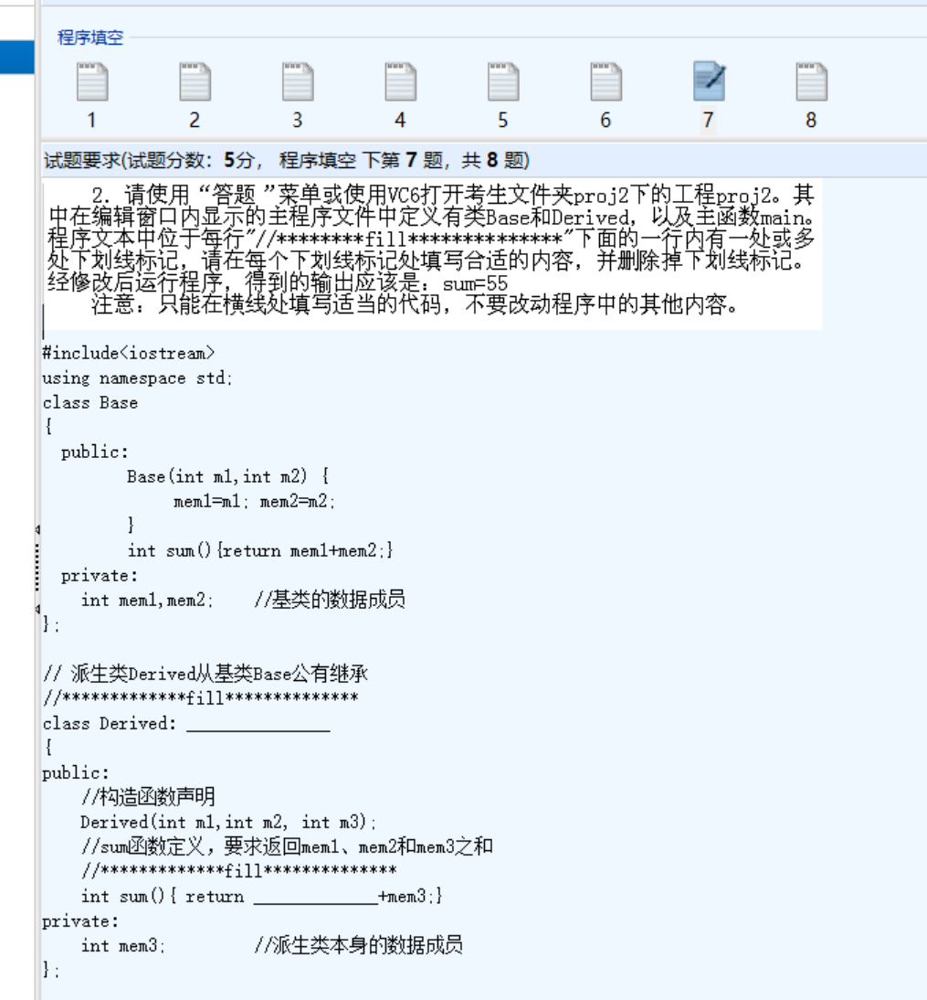 程序填空
1 2 3 4 5 6 7 8
试题要求(试题分数：5分， 程序填空 下第 7 题，共 8 题)
2. 请使用“答题 ”菜单或使用VC6打开考生文件夹proj2下的工程proj2。其
中在编辑窗口内显示的主程序文件中定义有类Base和Derived，以及主函数main。
程序文本中位于每行"//********fill**************"下面的一行内有一处或多
处下划线标记，请在每个下划线标记处填写合适的内容，并删除掉下划线标记。
经修改后运行程序，得到的输出应该是：sum=55
注意：只能在横线处填写适当的代码，不要改动程序中的其他内容。
#include<iostream>
using namespace std;
class Base
{
public:
Base(int m1,int m2) {
mem1=m1; mem2=m2;
}
int sum(){return mem1+mem2;}
private:
int mem1,mem2; //基类的数据成员
};
// 派生类Derived从基类Base公有继承
//*************fill**************
class Derived: _______________
{
public:
//构造函数声明
Derived(int m1,int m2, int m3);
//sum函数定义，要求返回mem1、mem2和mem3之和
//*************fill**************
int sum(){ return _____________+mem3;}
private:
int mem3; //派生类本身的数据成员
};